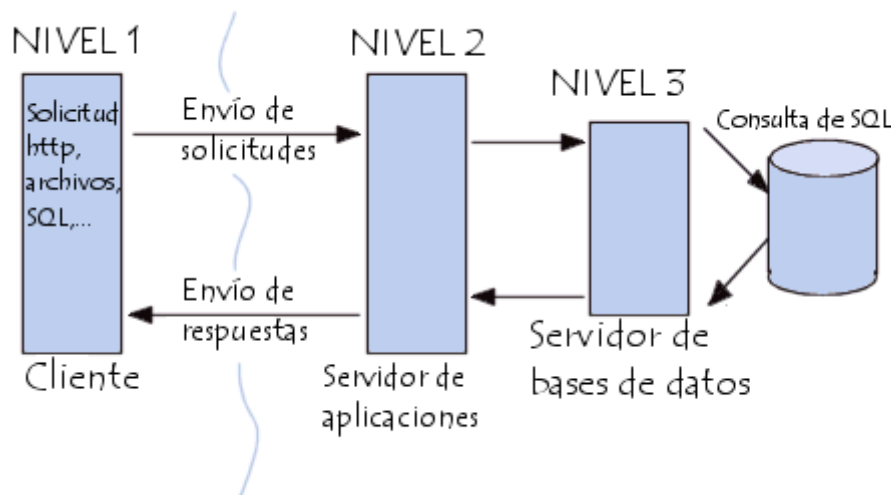 NIVEL 1
NIVEL 2
NIVEL 3
Solicitud
http,
archivos,
SQL,...
Envío de
solicitudes
Consulta de SQL
Envío de
respuestas
Cliente
Servidor de
aplicaciones
Servidor de
bases de datos